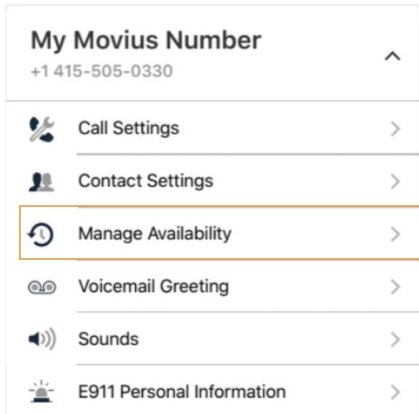 My Movius Number
+1 415-505-0330
Call Settings
Contact Settings
Manage Availability
Voicemail Greeting
Sounds
E911 Personal Information